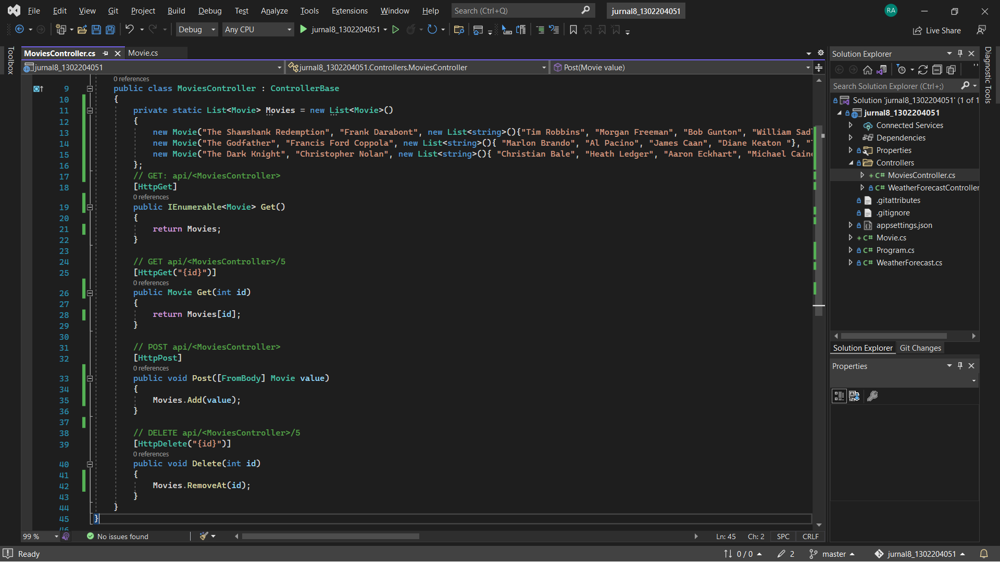 File Edit View Git Project Build Debug Test Analyze Tools Extensions Window Help Search (Ctrl+Q) jurnal8_1302204051 RA
Debug Any CPU jurnal8_1302204051 Live Share
Toolbox
MoviesController.cs Movie.cs
jurnal8_1302204051 jurnal8_1302204051.Controllers.MoviesController Post(Movie value)
0 references
9 public class MoviesController : ControllerBase
10 {
11 private static List<Movie> Movies = new List<Movie>()
12 {
13 new Movie("The Shawshank Redemption", "Frank Darabont", new List<string>(){"Tim Robbins", "Morgan Freeman", "Bob Gunton", "William Sad
14 new Movie("The Godfather", "Francis Ford Coppola", new List<string>(){ "Marlon Brando", "Al Pacino", "James Caan", "Diane Keaton "}, "
15 new Movie("The Dark Knight", "Christopher Nolan", new List<string>(){ "Christian Bale", "Heath Ledger", "Aaron Eckhart", "Michael Caine
16 };
17 // GET: api/<MoviesController>
18 [HttpGet]
0 references
19 public IEnumerable<Movie> Get()
20 {
21 return Movies;
22 }
23
24 // GET api/<MoviesController>/5
25 [HttpGet("{id}")]
0 references
26 public Movie Get(int id)
27 {
28 return Movies[id];
29 }
30
31 // POST api/<MoviesController>
32 [HttpPost]
0 references
33 public void Post([FromBody] Movie value)
34 {
35 Movies.Add(value);
36 }
37
38 // DELETE api/<MoviesController>/5
39 [HttpDelete("{id}")]
0 references
40 public void Delete(int id)
41 {
42 Movies.RemoveAt(id);
43 }
44 }
45 }
46
99 % No issues found Ln: 45 Ch: 2 SPC CRLF
Solution Explorer
Search Solution Explorer (Ctrl+;)
Solution 'jurnal8_1302204051' (1 of 1
jurnal8_1302204051
Connected Services
Dependencies
Properties
Controllers
C# MoviesController.cs
C# WeatherForecastController
.gitattributes
.gitignore
appsettings.json
C# Movie.cs
C# Program.cs
C# WeatherForecast.cs
Solution Explorer Git Changes
Properties
Diagnostic Tools
Ready 0 / 0 2 master jurnal8_1302204051